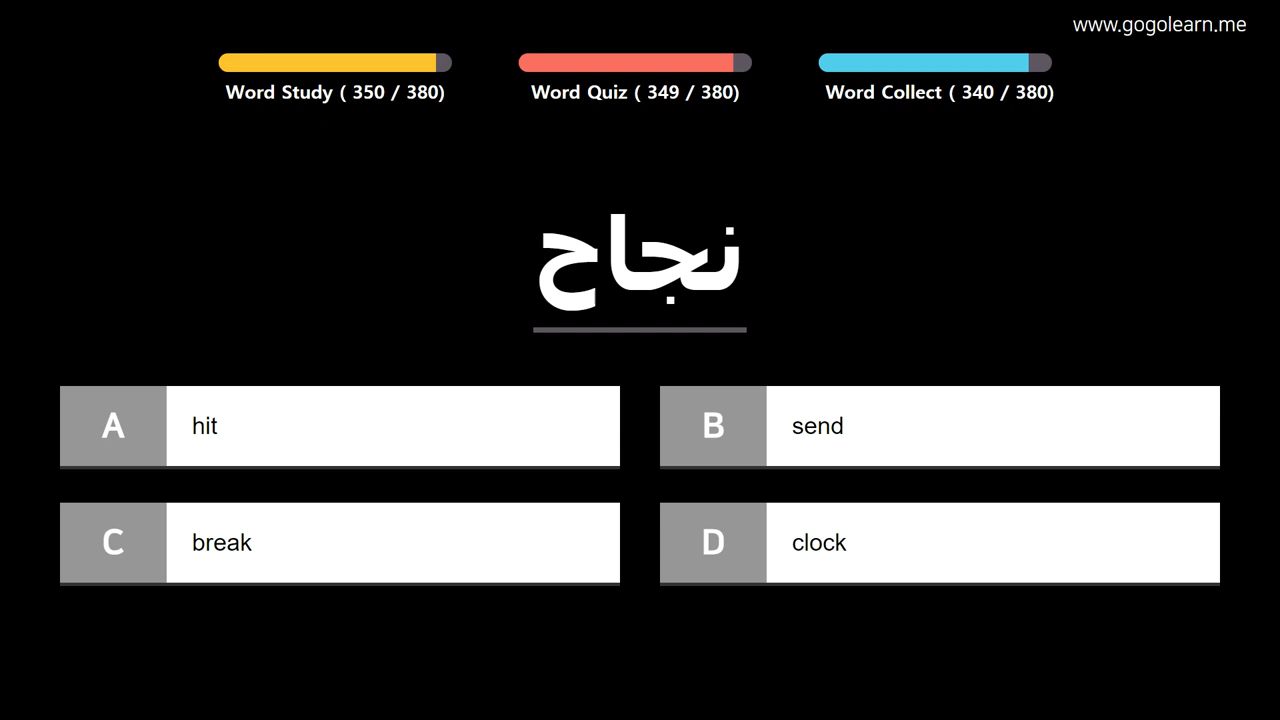 www.gogolearn.me
Word Study ( 350 / 380)
Word Quiz ( 349 / 380)
Word Collect ( 340 / 380)
نجاح
A hit
B send
C break
D clock